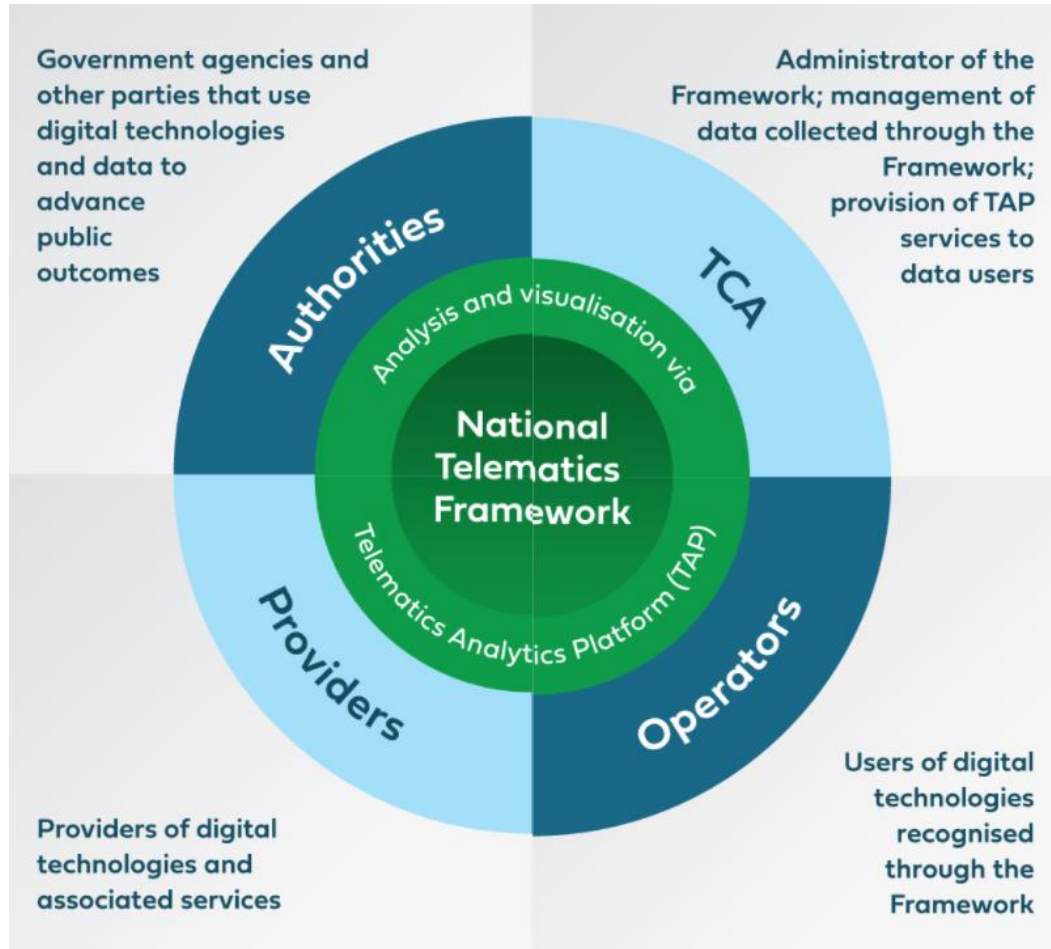 Government agencies and
other parties that use
digital technologies
and data to
advance
public
outcomes
Administrator of the
Framework; management of
data collected through the
Framework;
provision of TAP
services to
data users
Authorities
TCA
Analysis and visualisation via
National
Telematics
Framework
Telematics Analytics Platform (TAP)
Providers
Operators
Providers of digital
technologies and
associated services
Users of digital
technologies
recognised
through the
Framework